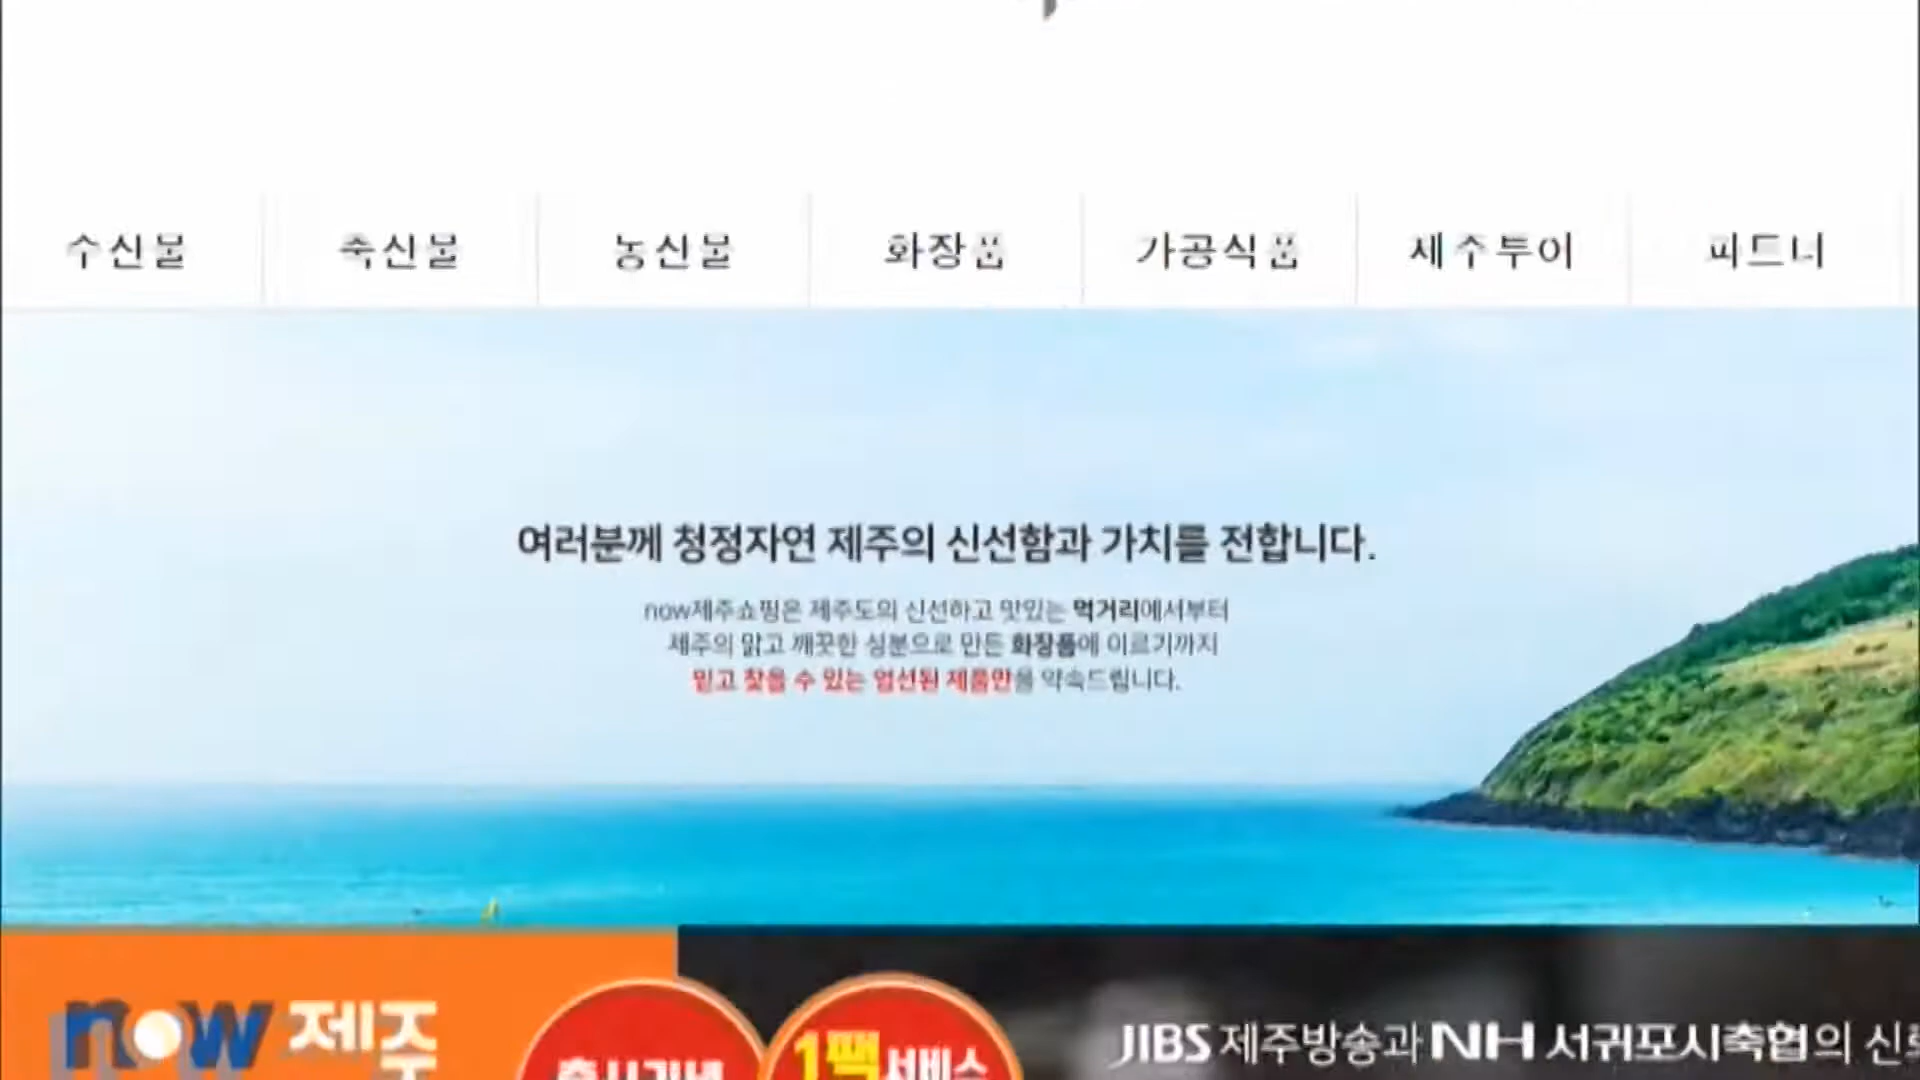 수산물 축산물 농산물 화장품 가공식품 제주투어 파트너
여러분께 청정자연 제주의 신선함과 가치를 전합니다.
now제주쇼핑은 제주도의 신선하고 맛있는 먹거리에서부터
제주의 맑고 깨끗한 성분으로 만든 화장품에 이르기까지
믿고 찾을 수 있는 엄선된 제품만을 약속드립니다.
now 제주
출시기념 1팩 서비스
JIBS 제주방송과 NH 서귀포시축협의